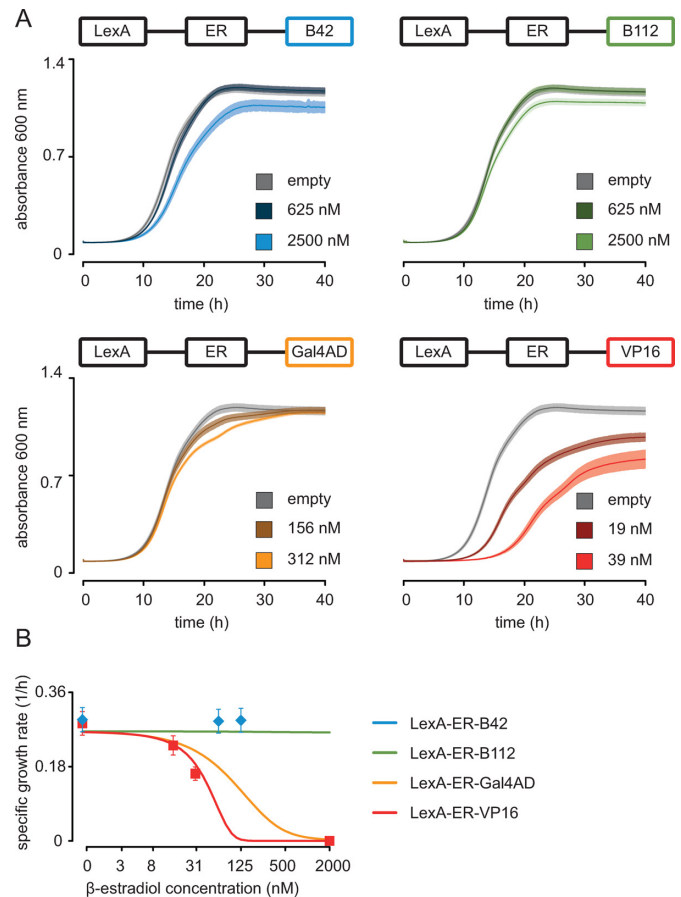 A
LexA ER B42
LexA ER B112
1.4
0.7
0
absorbance 600 nm
empty
625 nM
2500 nM
0 10 20 30 40
time (h)
empty
625 nM
2500 nM
0 10 20 30 40
time (h)
LexA ER Gal4AD
LexA ER VP16
1.4
0.7
0
absorbance 600 nm
empty
156 nM
312 nM
0 10 20 30 40
time (h)
empty
19 nM
39 nM
0 10 20 30 40
time (h)
B
0.36
0.18
0
specific growth rate (1/h)
0 3 8 31 125 500 2000
β-estradiol concentration (nM)
LexA-ER-B42
LexA-ER-B112
LexA-ER-Gal4AD
LexA-ER-VP16